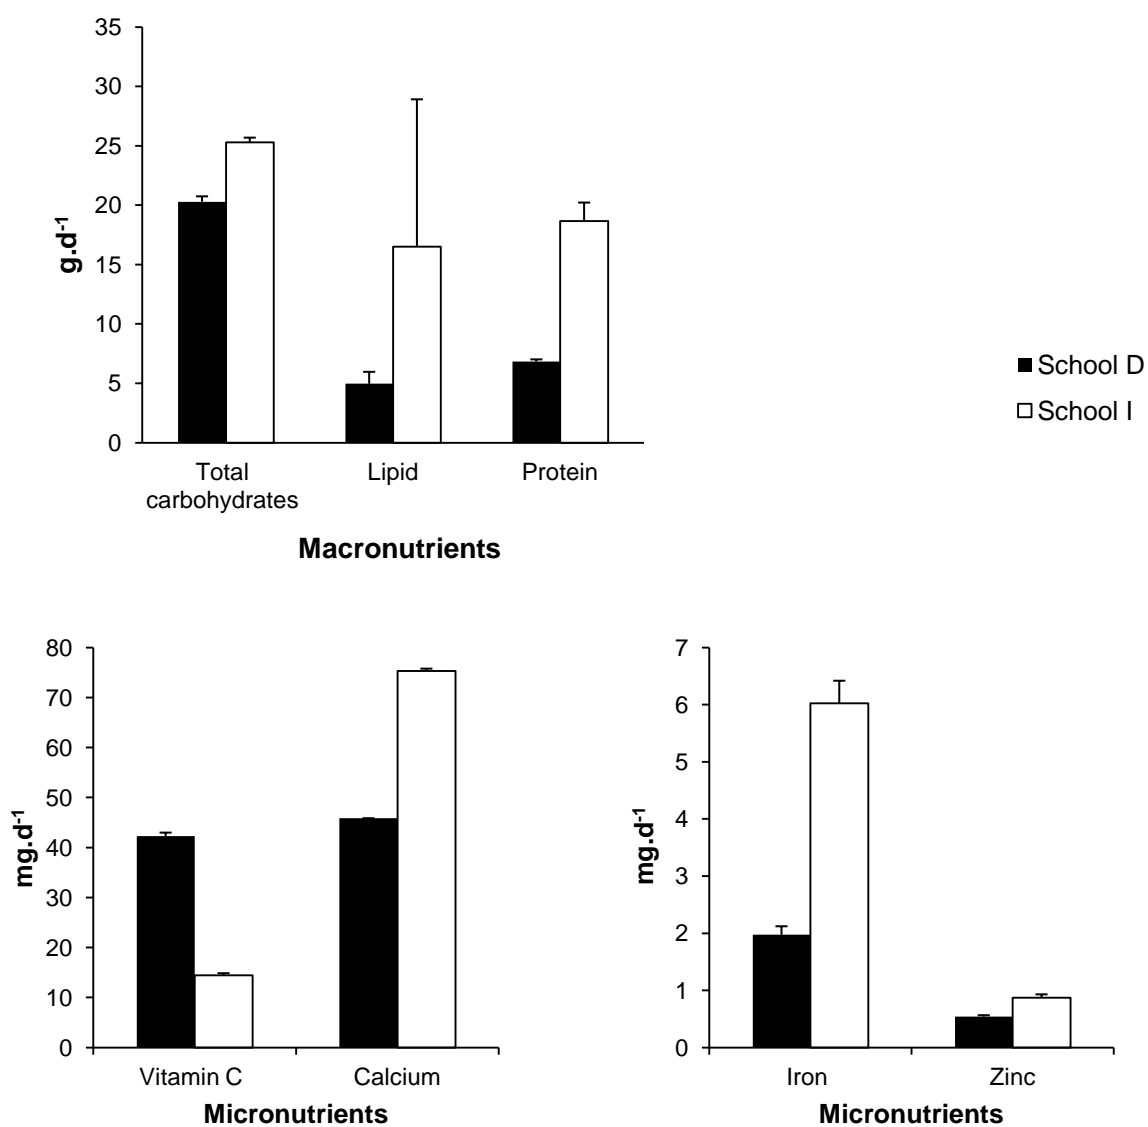 35
30
25
20
15
10
5
0
g.d-1
Total
carbohydrates
Lipid
Protein
Macronutrients
School D
School I
80
70
60
50
40
30
20
10
0
mg.d-1
Vitamin C
Calcium
Micronutrients
7
6
5
4
3
2
1
0
mg.d-1
Iron
Zinc
Micronutrients